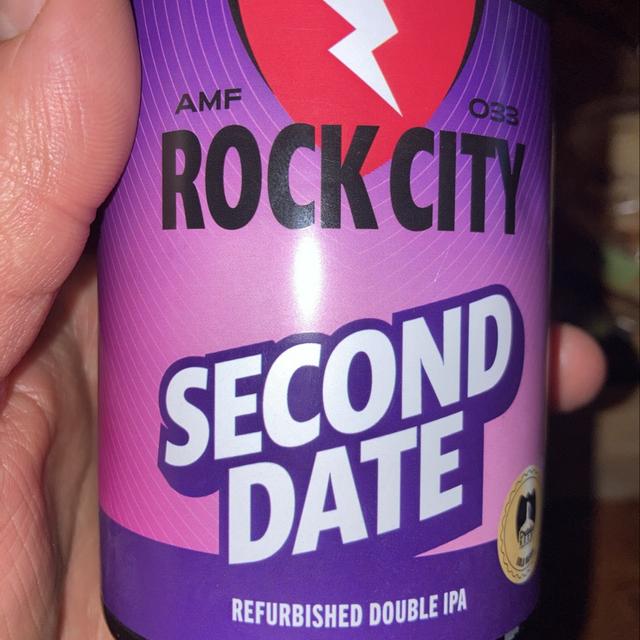 AMF 033
ROCK CITY
SECOND
DATE
REFURBISHED DOUBLE IPA